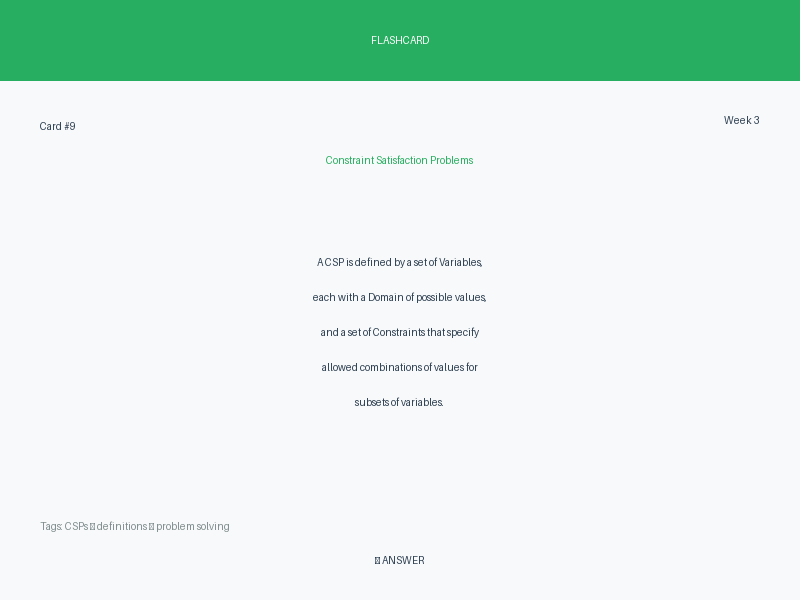 FLASHCARD
Card #9
Week 3
Constraint Satisfaction Problems
A CSP is defined by a set of Variables,
each with a Domain of possible values,
and a set of Constraints that specify
allowed combinations of values for
subsets of variables.
Tags: CSPs definitions problem solving
ANSWER